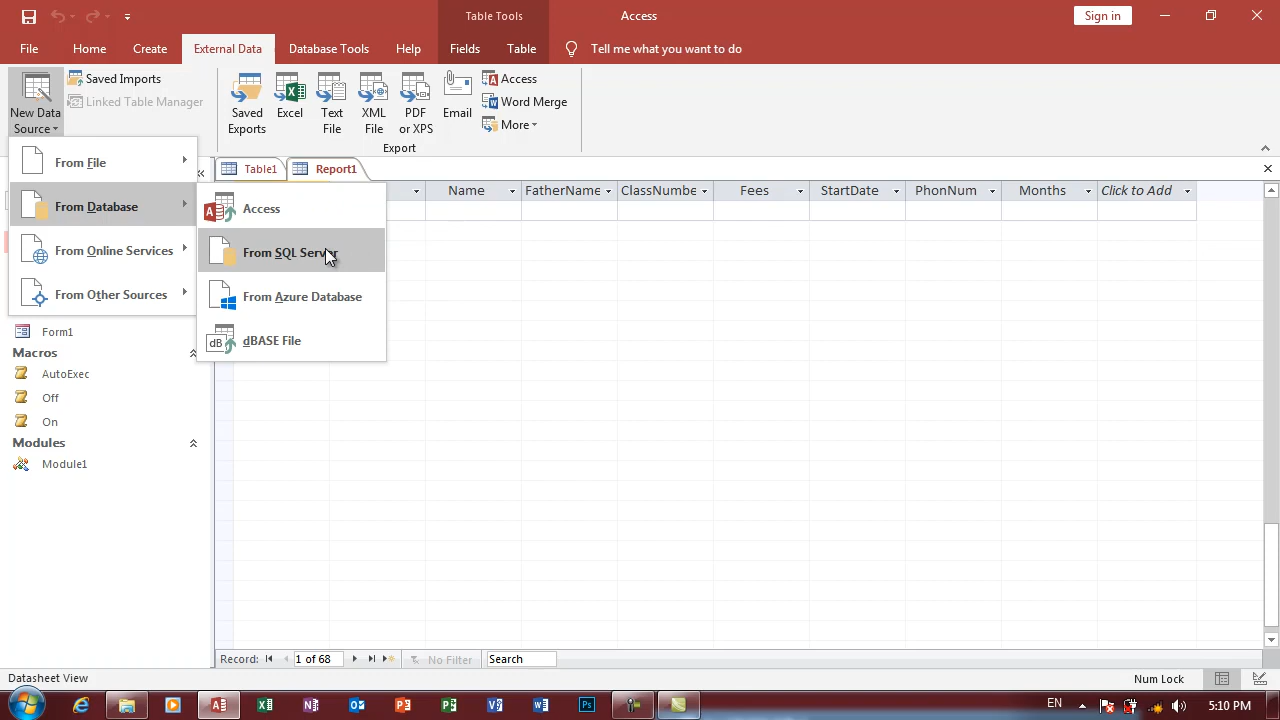 Table Tools
Access
Sign in
File
Home
Create
External Data
Database Tools
Help
Fields
Table
Tell me what you want to do
New Data
Source
Saved Imports
Linked Table Manager
Saved
Exports
Excel
Text
File
XML
File
PDF
or XPS
Email
Access
Word Merge
More
Export
From File
From Database
From Online Services
From Other Sources
Access
From SQL Server
From Azure Database
dBASE File
dB
Table1
Report1
Name
FatherName
ClassNumbe
Fees
StartDate
PhonNum
Months
Click to Add
Form1
Macros
AutoExec
Off
On
Modules
Module1
Record:
1 of 68
No Filter
Search
Datasheet View
Num Lock
EN
5:10 PM